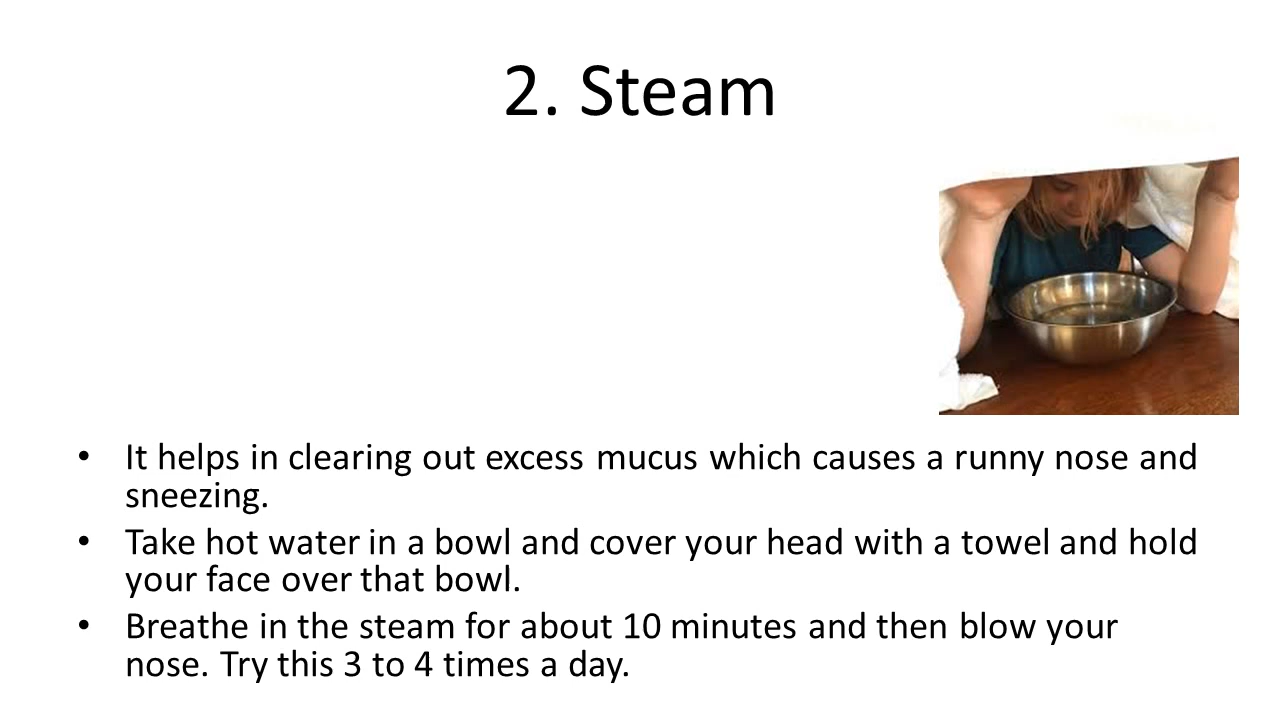 2. Steam
• It helps in clearing out excess mucus which causes a runny nose and
sneezing.
• Take hot water in a bowl and cover your head with a towel and hold
your face over that bowl.
• Breathe in the steam for about 10 minutes and then blow your
nose. Try this 3 to 4 times a day.